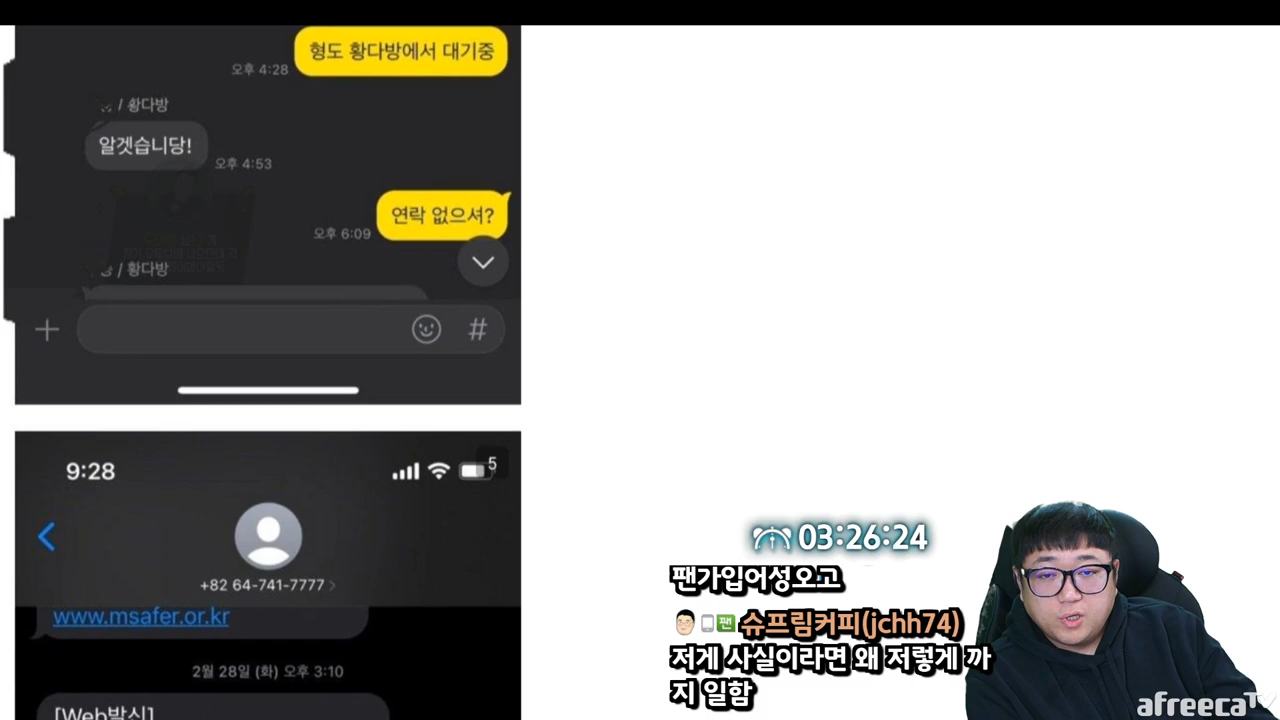 형도 황다방에서 대기중
오후 4:28
/ 황다방
알겟습니당!
오후 4:53
연락 없으셔?
오후 6:09
/ 황다방
#
9:28
5
+82 64-741-7777
www.msafer.or.kr
2월 28일 (화) 오후 3:10
[Web발신]
03:26:24
팬가입어성오고
팬 슈프림커피(jchh74)
저게 사실이라면 왜 저렇게 까
지 일함
afreecaTV